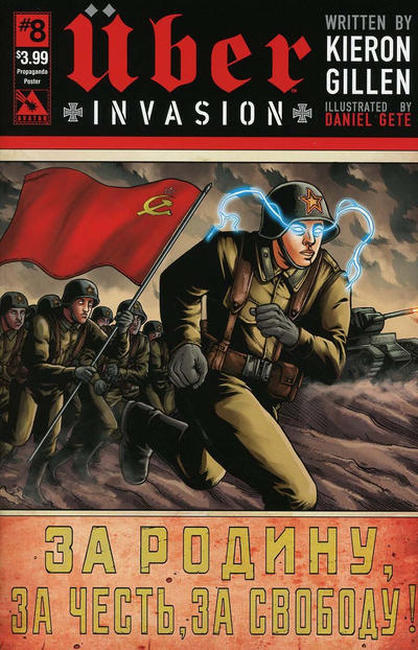 #8
$3.99
Propaganda
Poster
AVATAR
Über
INVASION
WRITTEN BY
KIERON
GILLEN
ILLUSTRATED BY
DANIEL GETE
ЗА РОДИНУ,
ЗА ЧЕСТЬ, ЗА СВОБОДУ!